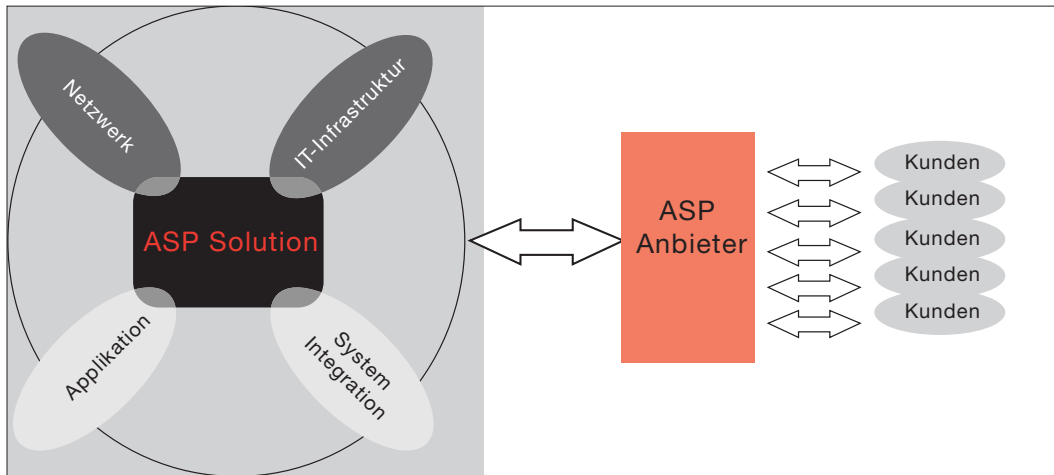 Netzwerk
IT-Infrastruktur
ASP Solution
Applikation
System
Integration
ASP
Anbieter
Kunden
Kunden
Kunden
Kunden
Kunden